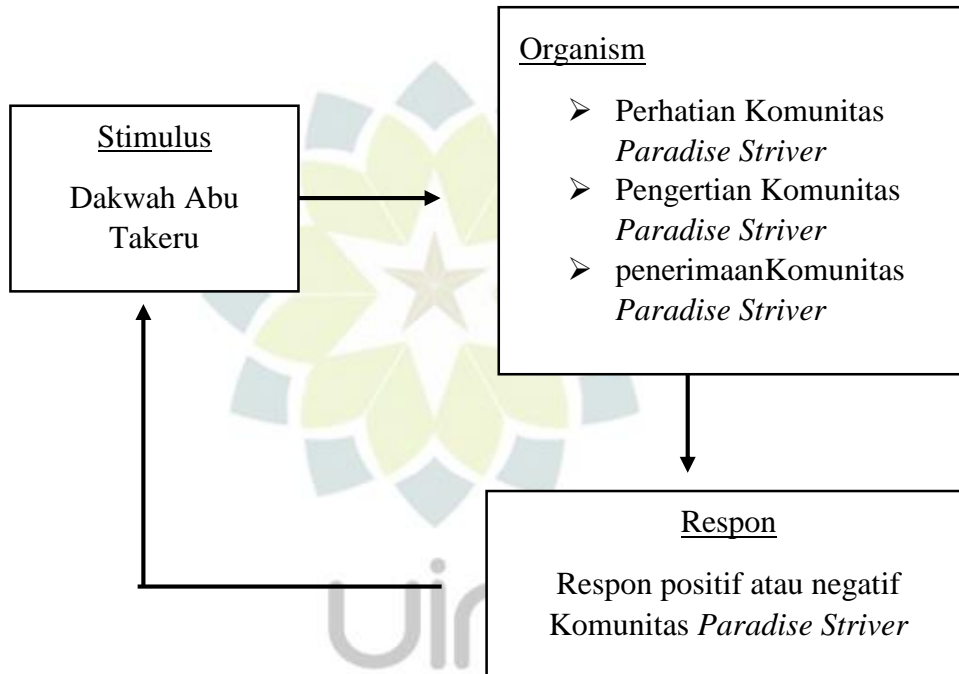 Stimulus
Dakwah Abu
Takeru
Organism
➤ Perhatian Komunitas
Paradise Striver
➤ Pengertian Komunitas
Paradise Striver
➤ penerimaanKomunitas
Paradise Striver
Respon
Respon positif atau negatif
Komunitas Paradise Striver